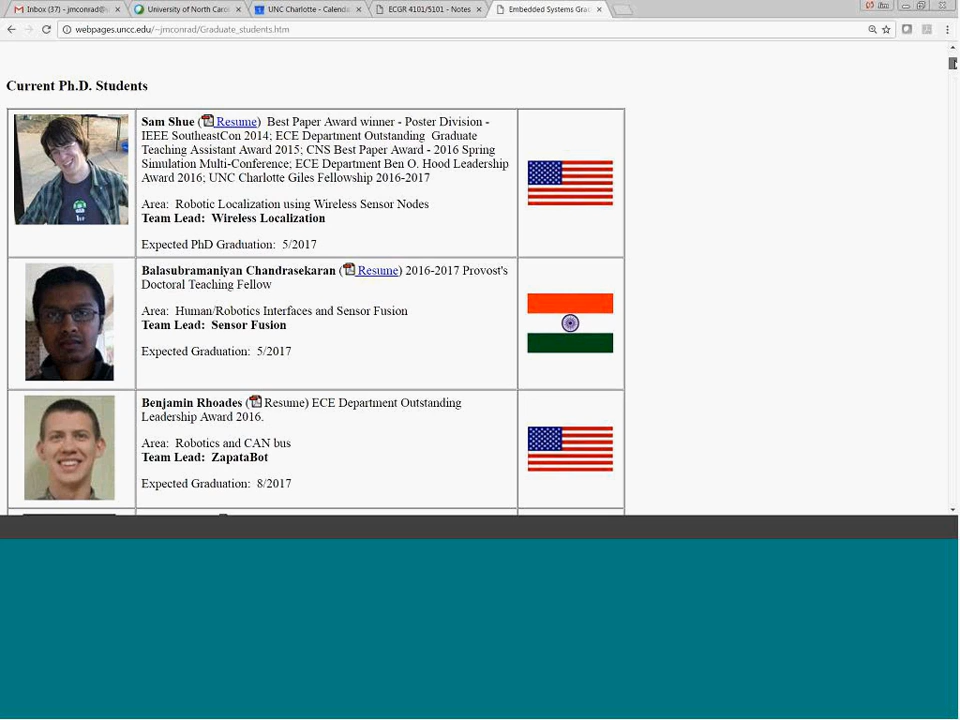 Inbox (37) - jmconrad@
University of North Caro
UNC Charlotte - Calenda
ECGR 4101/5101 - Notes
Embedded Systems Grad
Jim
webpages.uncc.edu/~jmconrad/Graduate_students.htm
Current Ph.D. Students
Sam Shue (Resume) Best Paper Award winner - Poster Division -
IEEE SoutheastCon 2014; ECE Department Outstanding Graduate
Teaching Assistant Award 2015; CNS Best Paper Award - 2016 Spring
Simulation Multi-Conference; ECE Department Ben O. Hood Leadership
Award 2016; UNC Charlotte Giles Fellowship 2016-2017
Area: Robotic Localization using Wireless Sensor Nodes
Team Lead: Wireless Localization
Expected PhD Graduation: 5/2017
Balasubramaniyan Chandrasekaran (Resume) 2016-2017 Provost's
Doctoral Teaching Fellow
Area: Human/Robotics Interfaces and Sensor Fusion
Team Lead: Sensor Fusion
Expected Graduation: 5/2017
Benjamin Rhoades (Resume) ECE Department Outstanding
Leadership Award 2016.
Area: Robotics and CAN bus
Team Lead: ZapataBot
Expected Graduation: 8/2017